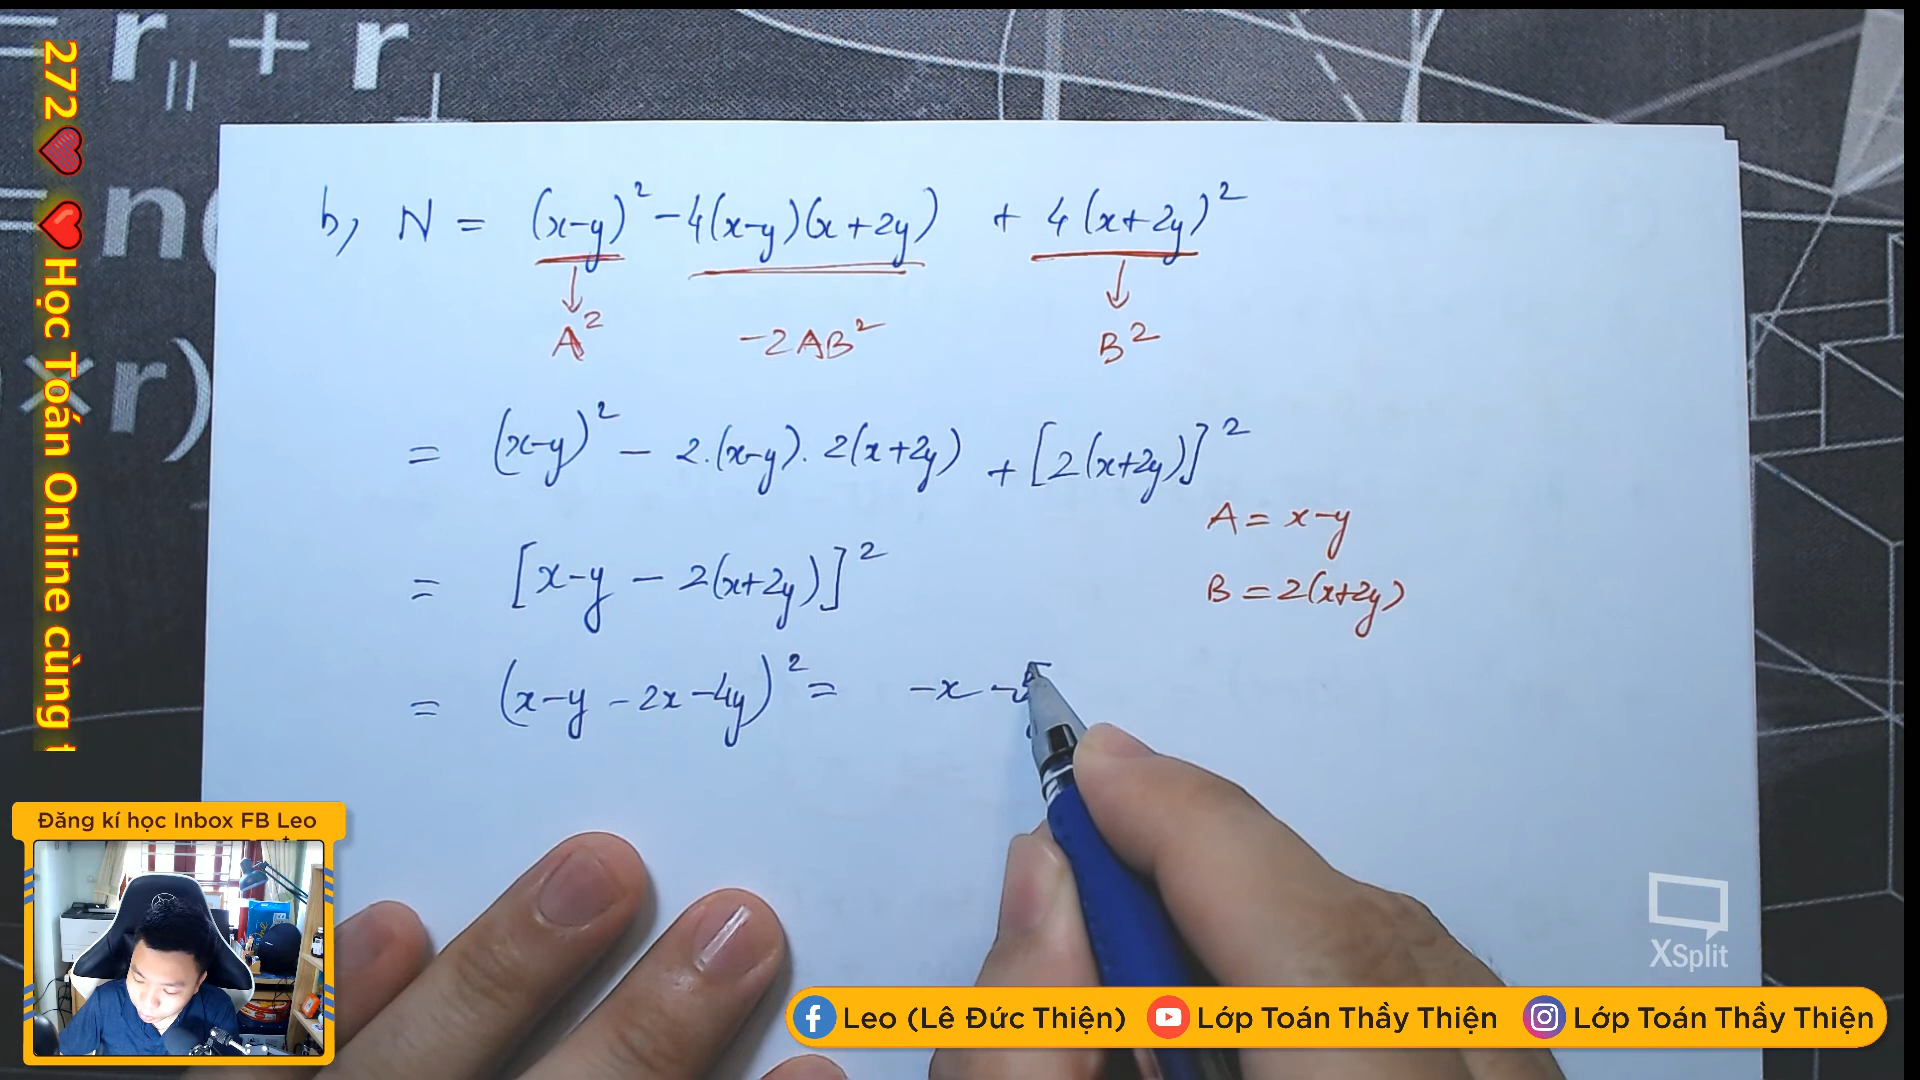 = r|| + r⊥
= n(
×r)
272❤️ ❤️Học Toán Online cùng t
b, N = (x-y)² - 4(x-y)(x+2y) + 4(x+2y)²
A² -2AB² B²
= (x-y)² - 2.(x-y). 2(x+2y) + [2(x+2y)]²
A = x-y
= [x-y - 2(x+2y)]²
B = 2(x+2y)
= (x-y - 2x - 4y)² = -x - 5
Đăng kí học Inbox FB Leo
XSplit
Leo (Lê Đức Thiện) Lớp Toán Thầy Thiện Lớp Toán Thầy Thiện